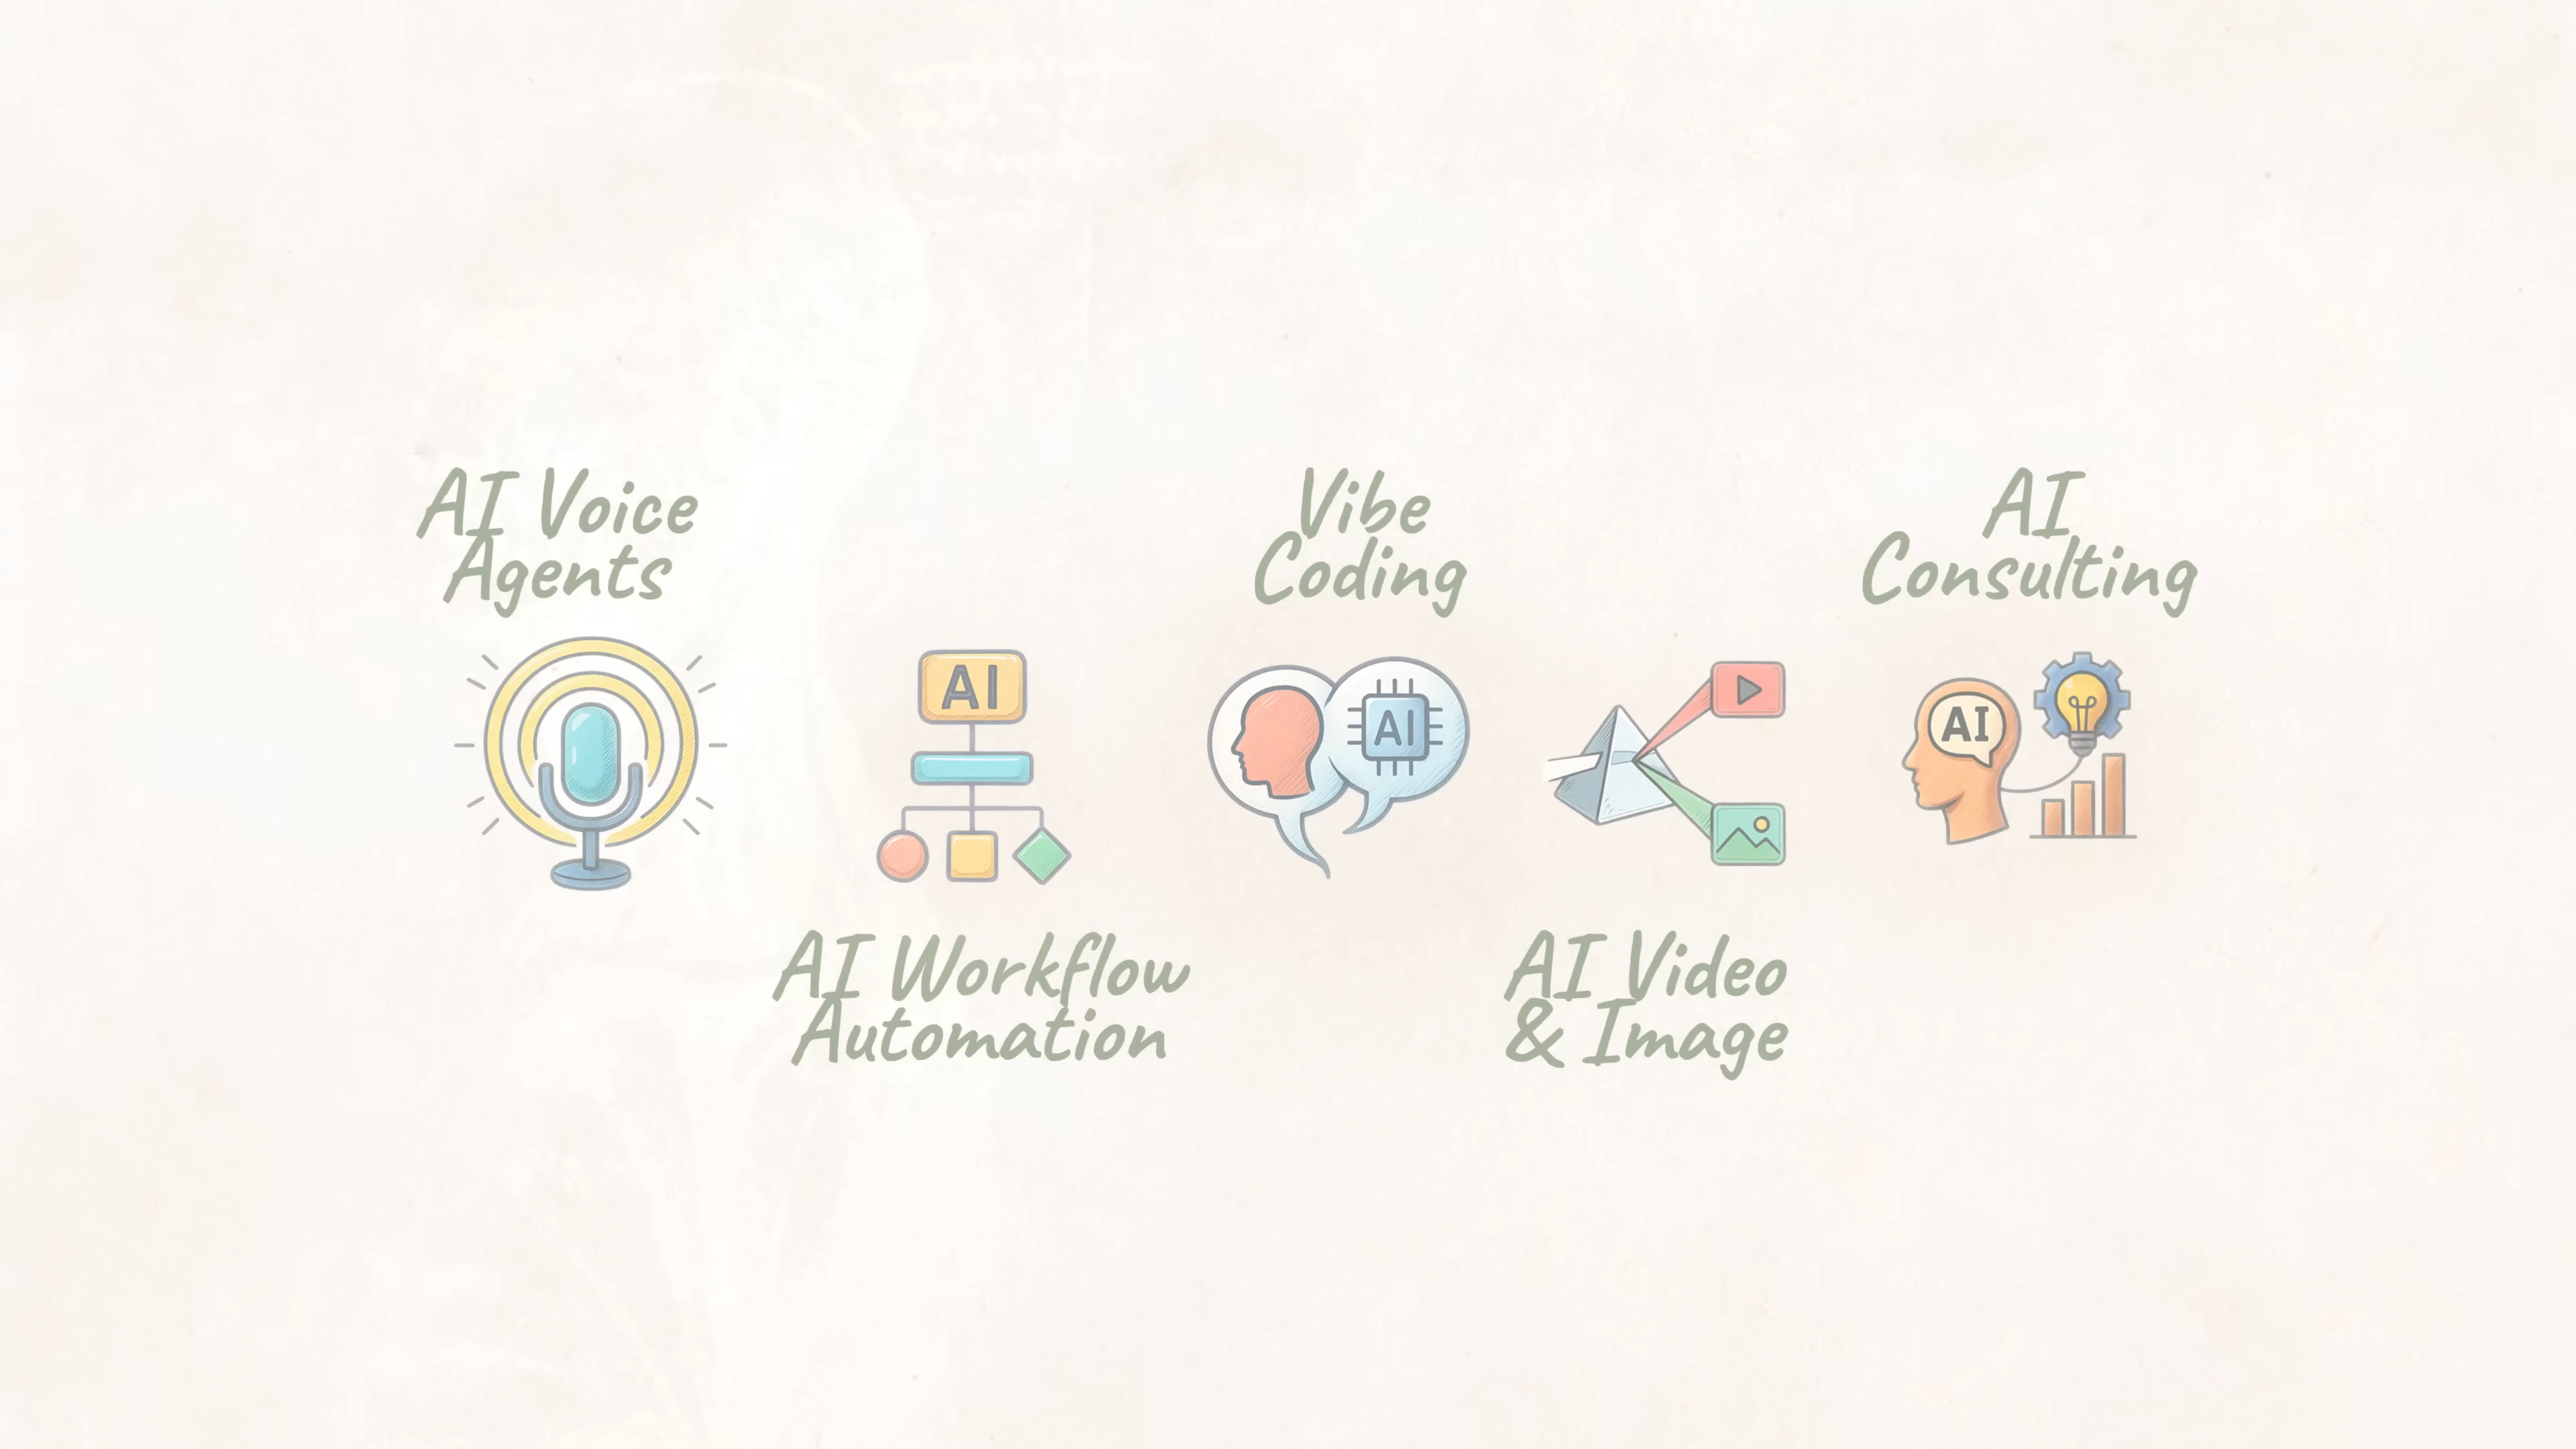 AI Voice
Agents
AI
AI Workflow
Automation
Vibe
Coding
AI
AI Video
& Image
AI
Consulting
AI